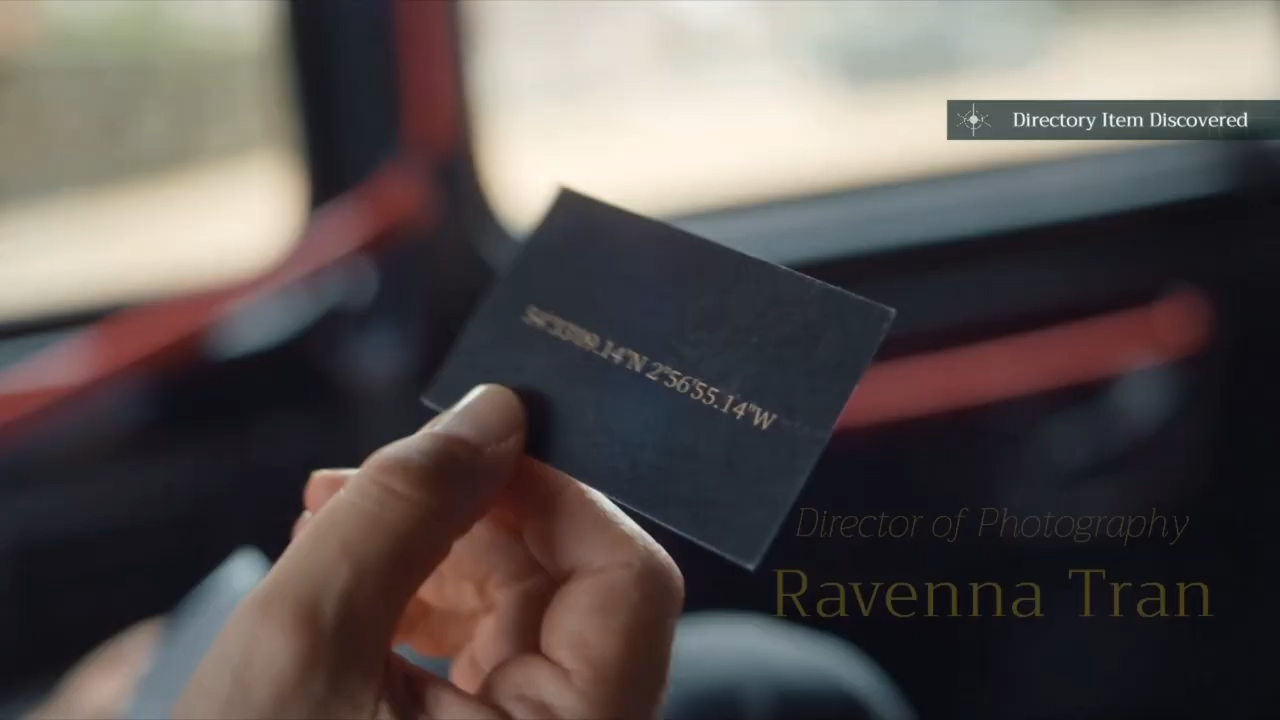 Directory Item Discovered
2°56'55.14"W
Director of Photography
Ravenna Tran